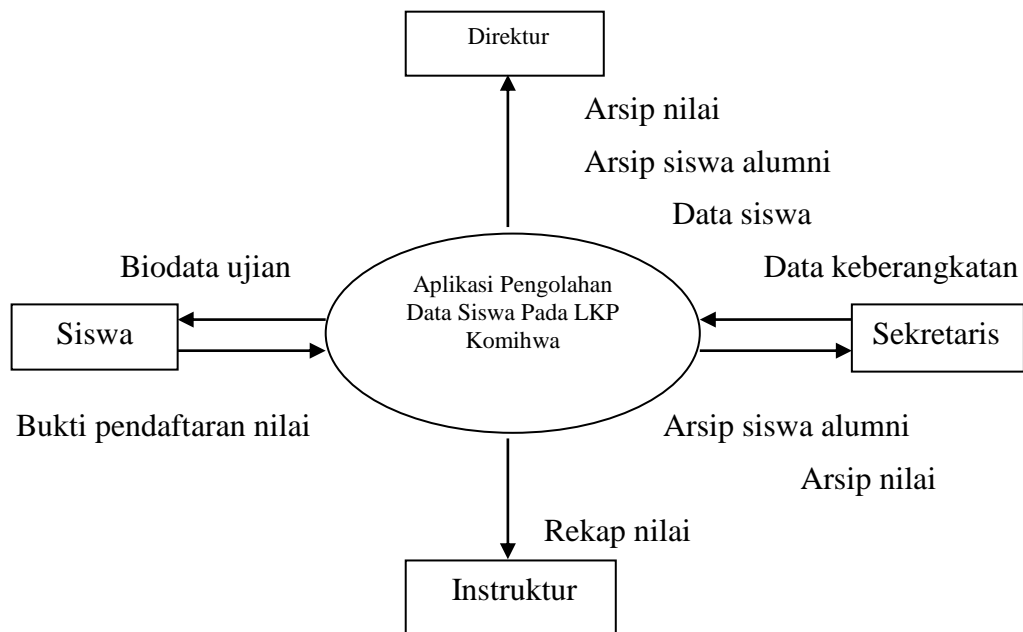 Direktur
Arsip nilai
Arsip siswa alumni
Data siswa
Biodata ujian
Data keberangkatan
Aplikasi Pengolahan
Data Siswa Pada LKP
Komihwa
Siswa
Sekretaris
Bukti pendaftaran nilai
Arsip siswa alumni
Arsip nilai
Rekap nilai
Instruktur